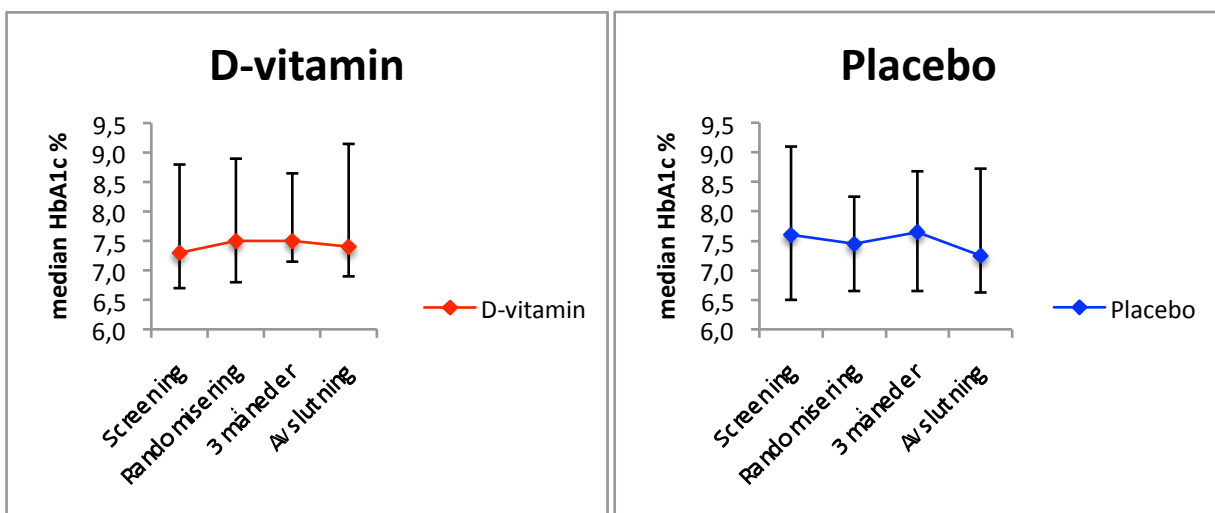 D-vitamin
median HbA1c %
9,5
9,0
8,5
8,0
7,5
7,0
6,5
6,0
Screening
Randomisering
3 måneder
Avslutning
D-vitamin
Placebo
median HbA1c %
9,5
9,0
8,5
8,0
7,5
7,0
6,5
6,0
Screening
Randomisering
3 måneder
Avslutning
Placebo